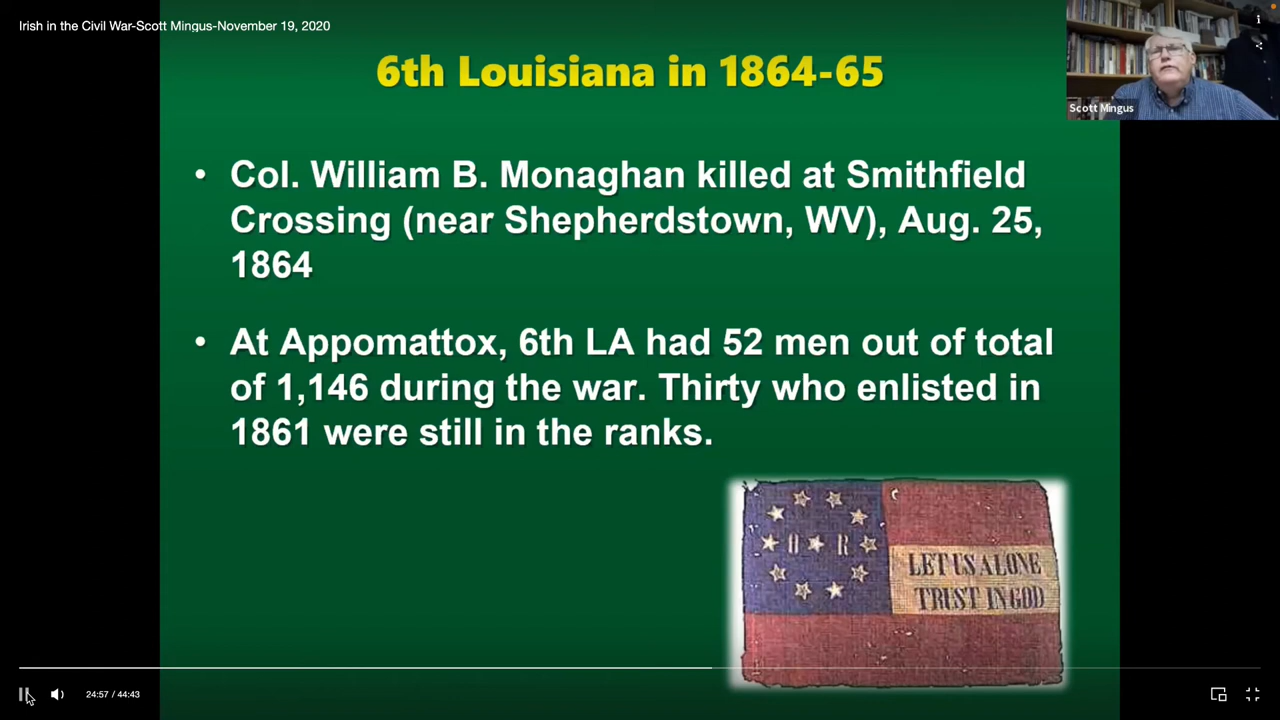 Irish in the Civil War-Scott Mingus-November 19, 2020
6th Louisiana in 1864-65
Scott Mingus
• Col. William B. Monaghan killed at Smithfield
Crossing (near Shepherdstown, WV), Aug. 25,
1864
• At Appomattox, 6th LA had 52 men out of total
of 1,146 during the war. Thirty who enlisted in
1861 were still in the ranks.
O R
LET US ALONE
TRUST IN GOD
24:57 / 44:43